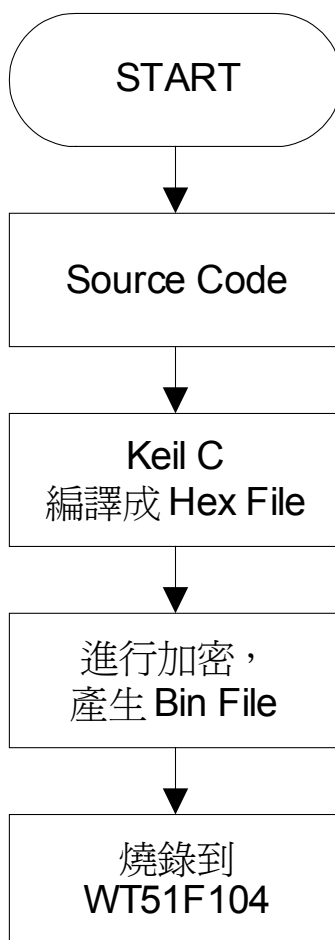 START
Source Code
Keil C
編譯成 Hex File
進行加密，
產生 Bin File
燒錄到
WT51F104